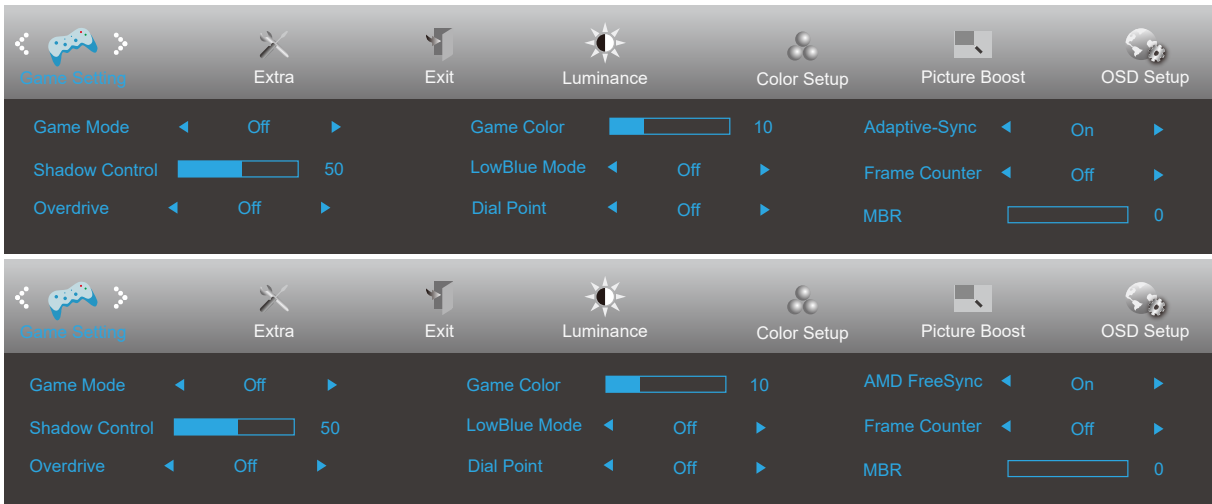 Game Setting Extra Exit Luminance Color Setup Picture Boost OSD Setup
Game Mode Off Game Color 10 Adaptive-Sync On
Shadow Control 50 LowBlue Mode Off Frame Counter Off
Overdrive Off Dial Point Off MBR 0
Game Setting Extra Exit Luminance Color Setup Picture Boost OSD Setup
Game Mode Off Game Color 10 AMD FreeSync On
Shadow Control 50 LowBlue Mode Off Frame Counter Off
Overdrive Off Dial Point Off MBR 0